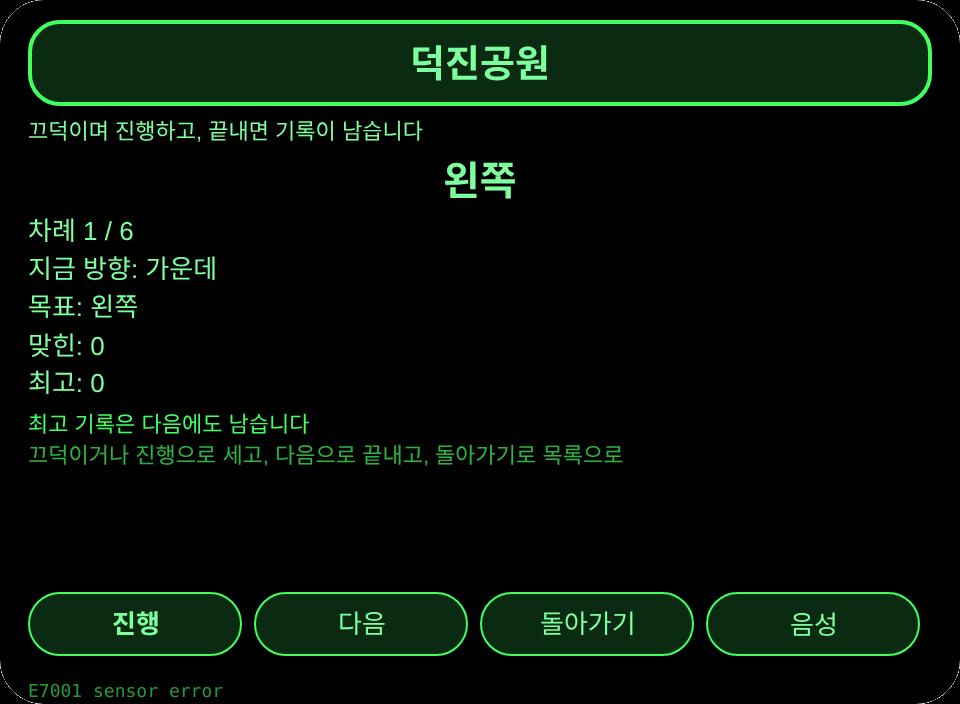 덕진공원
끄덕이며 진행하고, 끝내면 기록이 남습니다
왼쪽
차례 1 / 6
지금 방향: 가운데
목표: 왼쪽
맞힌: 0
최고: 0
최고 기록은 다음에도 남습니다
끄덕이거나 진행으로 세고, 다음으로 끝내고, 돌아가기로 목록으로
진행
다음
돌아가기
음성
E7001 sensor error